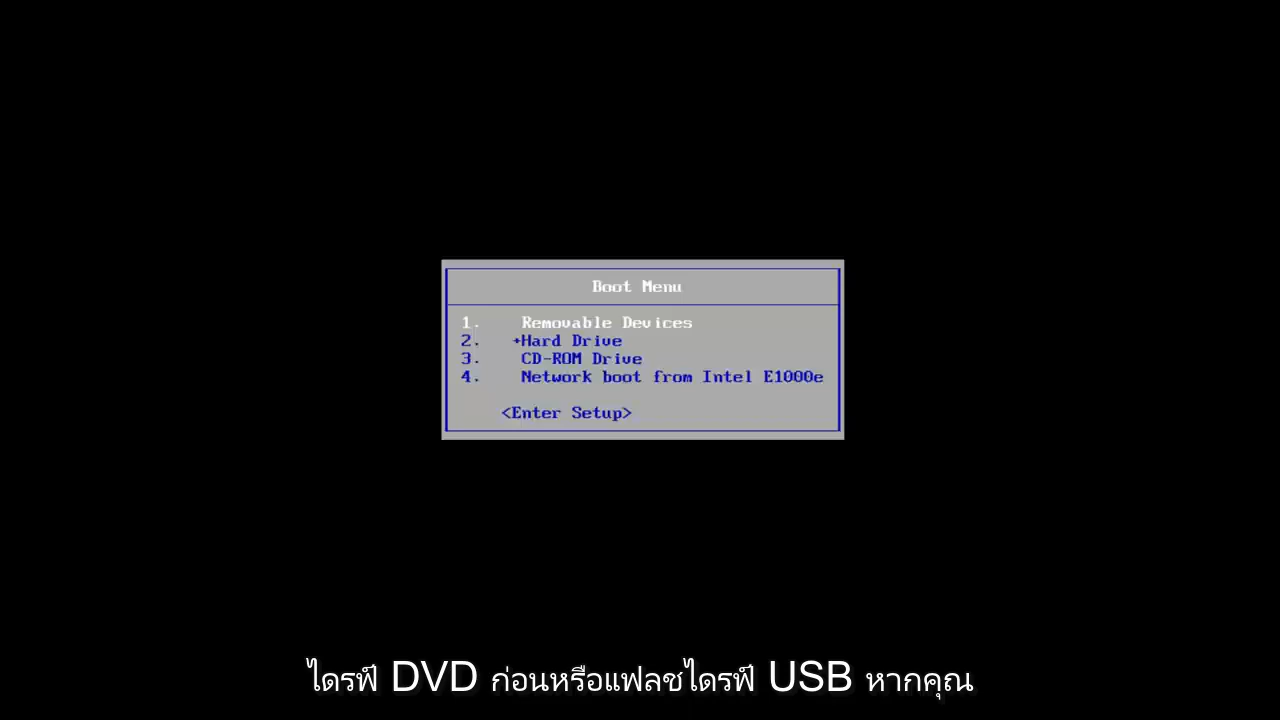 Boot Menu
1. Removable Devices
2. +Hard Drive
3. CD-ROM Drive
4. Network boot from Intel E1000e
<Enter Setup>
ไดรฟ์ DVD ก่อนหรือแฟลชไดรฟ์ USB หากคุณ